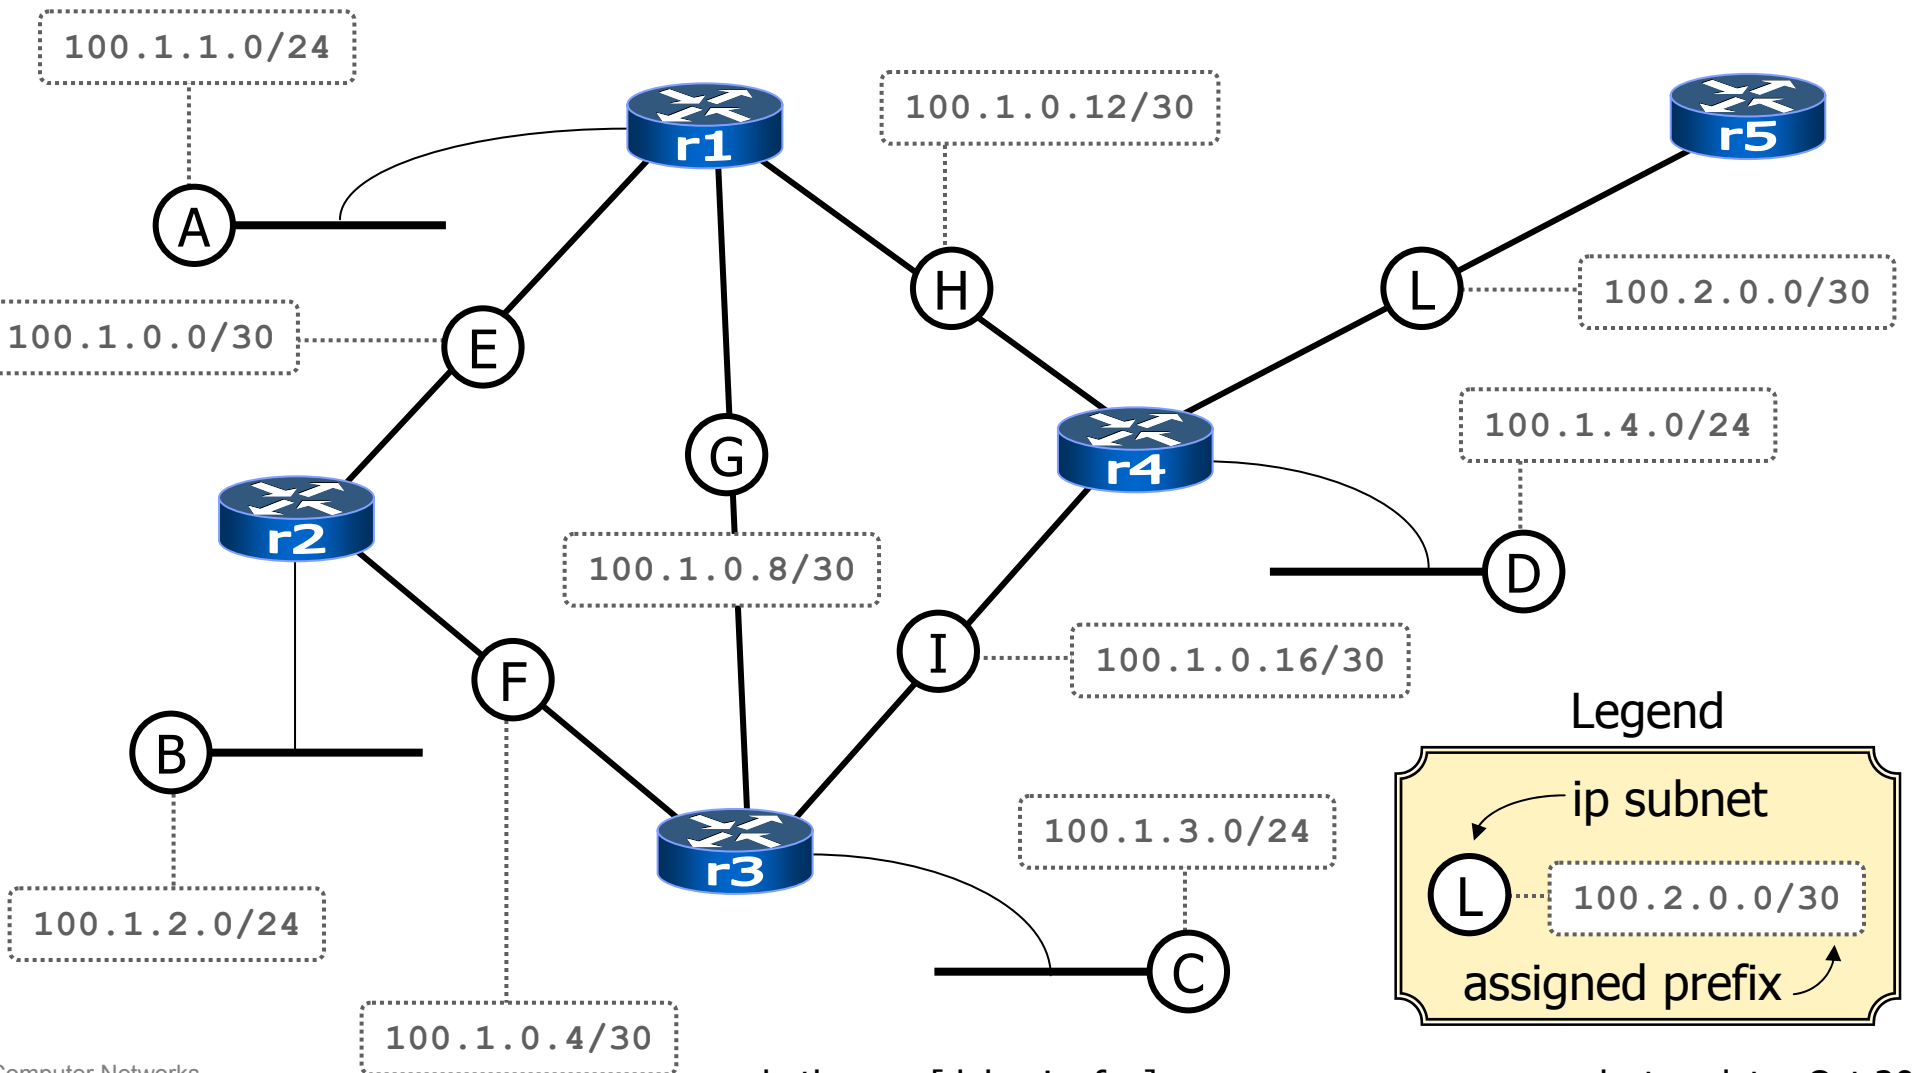 100.1.1.0/24
r1
100.1.0.12/30
r5
A
H
L
100.2.0.0/30
100.1.0.0/30
E
100.1.4.0/24
G
r4
r2
100.1.0.8/30
D
I
100.1.0.16/30
F
B
Legend
ip subnet
100.1.3.0/24
r3
L
100.2.0.0/30
100.1.2.0/24
C
assigned prefix
100.1.0.4/30
Computer Networks